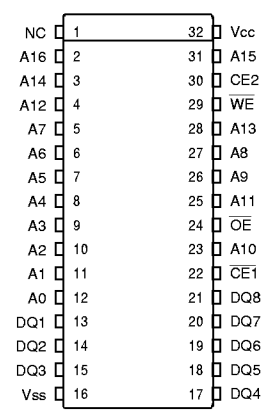 NC 1 32 Vcc
A16 2 31 A15
A14 3 30 CE2
A12 4 29 W̅E̅
A7 5 28 A13
A6 6 27 A8
A5 7 26 A9
A4 8 25 A11
A3 9 24 O̅E̅
A2 10 23 A10
A1 11 22 C̅E̅1
A0 12 21 DQ8
DQ1 13 20 DQ7
DQ2 14 19 DQ6
DQ3 15 18 DQ5
Vss 16 17 DQ4